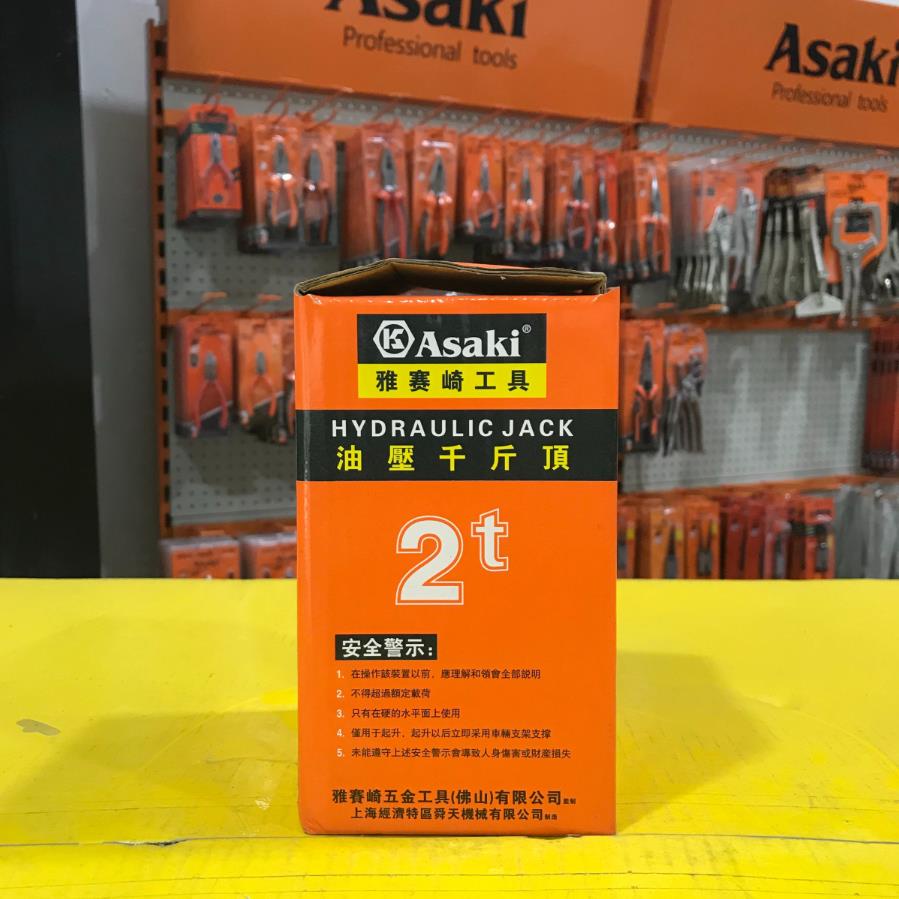 Asaki
Professional tools
Asaki
Professional tools
K Asaki®
雅赛崎工具
HYDRAULIC JACK
油壓千斤頂
2t
安全警示:
1. 在操作該裝置以前，應理解和領會全部説明
2. 不得超過額定載荷
3. 只有在硬的水平面上使用
4. 僅用于起升，起升以后立即采用車輛支架支撐
5. 未能遵守上述安全警示會導致人身傷害或財產損失
雅賽崎五金工具(佛山)有限公司監制
上海經濟特區舜天機械有限公司制造